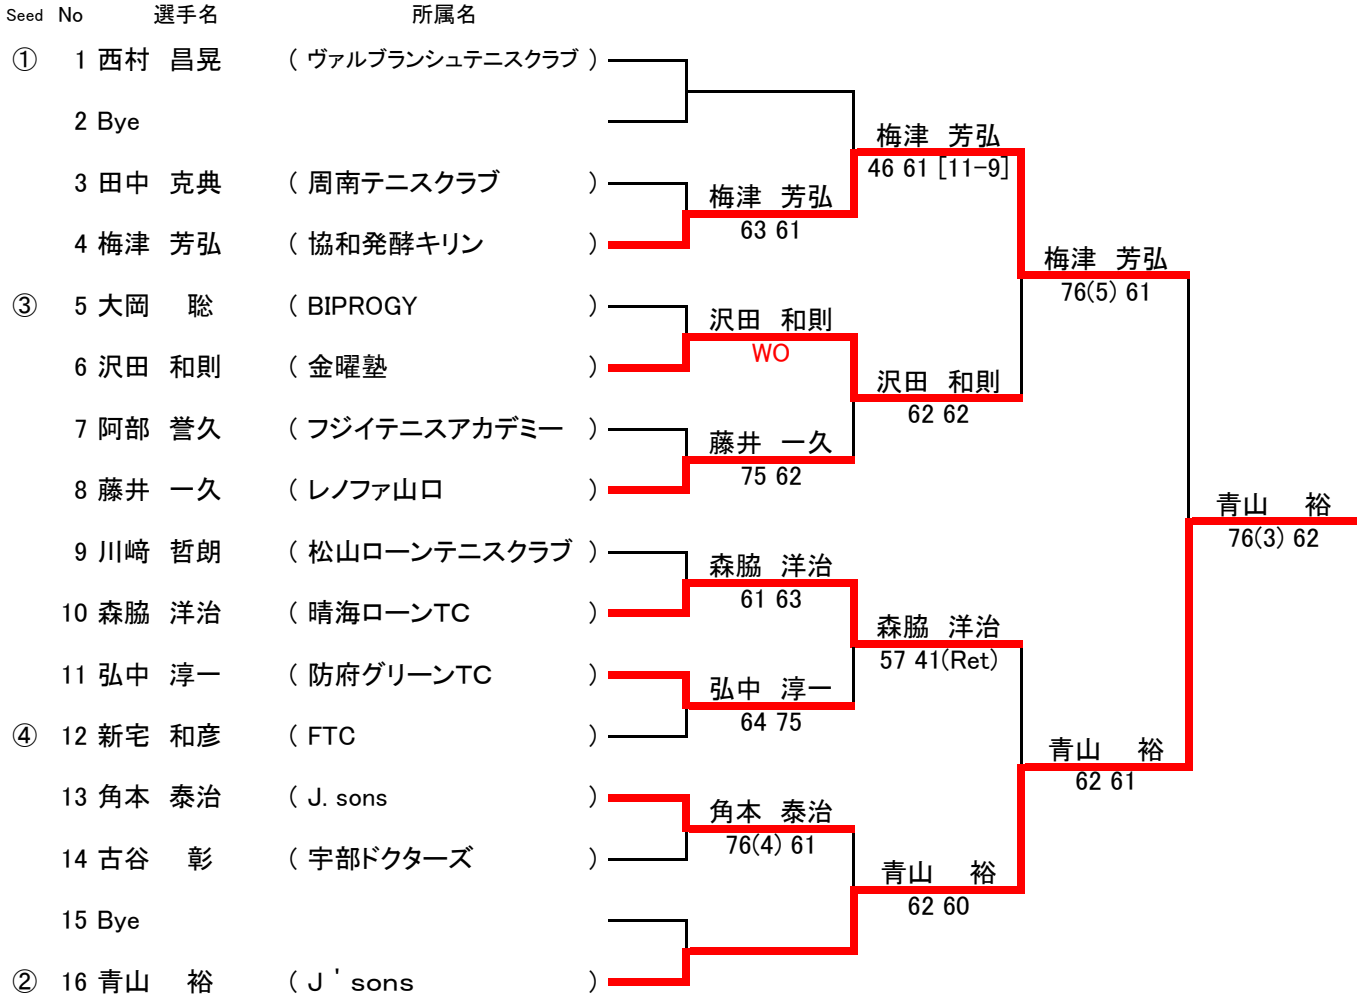 Seed No 選手名 所属名
① 1 西村 昌晃 ( ヴァルブランシュテニスクラブ )
2 Bye
梅津 芳弘
46 61 [11-9]
3 田中 克典 ( 周南テニスクラブ )
梅津 芳弘
63 61
4 梅津 芳弘 ( 協和発酵キリン )
梅津 芳弘
76(5) 61
③ 5 大岡 聡 ( BIPROGY )
沢田 和則
WO
6 沢田 和則 ( 金曜塾 )
沢田 和則
62 62
7 阿部 誉久 ( フジイテニスアカデミー )
藤井 一久
75 62
8 藤井 一久 ( レノファ山口 )
青山 裕
76(3) 62
9 川﨑 哲朗 ( 松山ローンテニスクラブ )
森脇 洋治
61 63
10 森脇 洋治 ( 晴海ローンTC )
森脇 洋治
57 41(Ret)
11 弘中 淳一 ( 防府グリーンTC )
弘中 淳一
64 75
④ 12 新宅 和彦 ( FTC )
青山 裕
62 61
13 角本 泰治 ( J. sons )
角本 泰治
76(4) 61
14 古谷 彰 ( 宇部ドクターズ )
青山 裕
62 60
15 Bye
② 16 青山 裕 ( J ' sons )